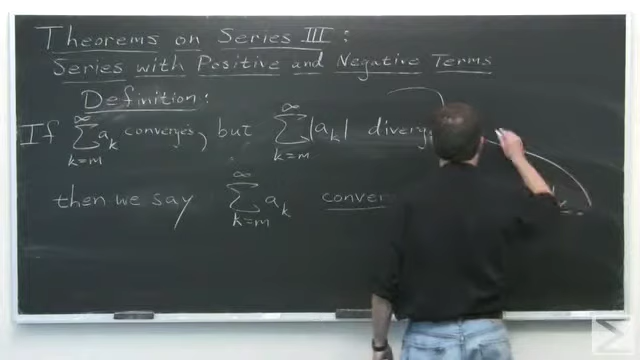 Theorems on Series III:
Series with Positive and Negative Terms
Definition:
If ∞∑k=m a_k converges, but ∞∑k=m |a_k| diverg
then we say ∞∑k=m a_k conver